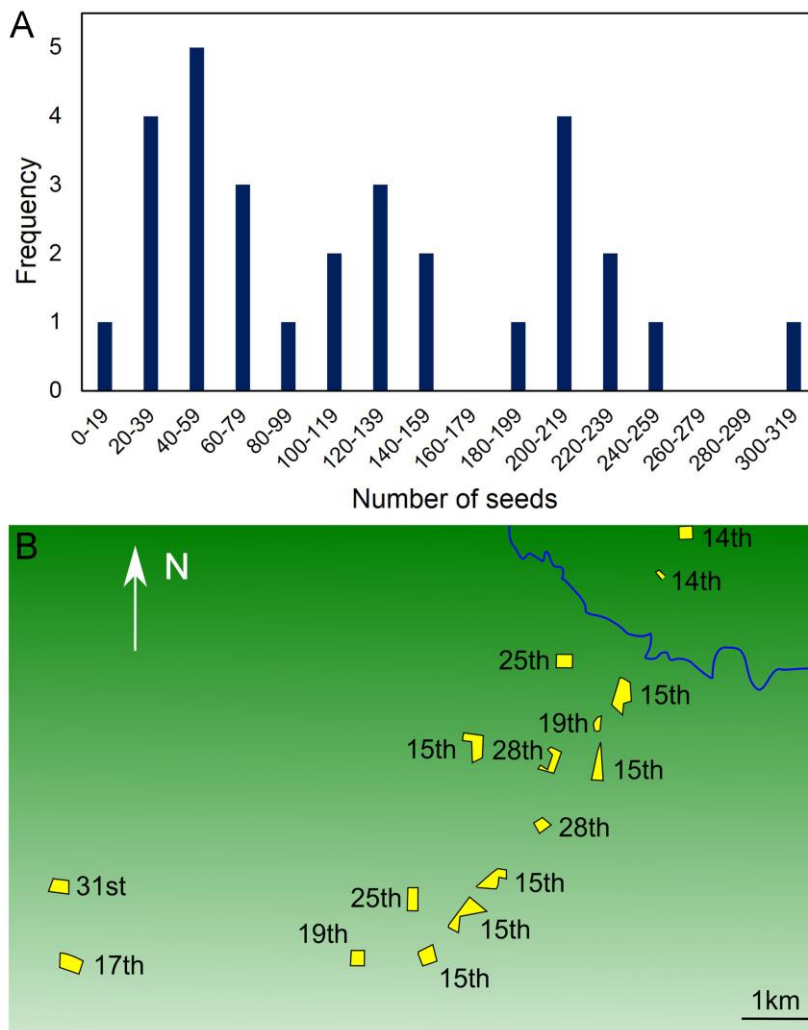 A
Frequency
5
4
3
2
1
0
0-19
20-39
40-59
60-79
80-99
100-119
120-139
140-159
160-179
180-199
200-219
220-239
240-259
260-279
280-299
300-319
Number of seeds
B
N
14th
14th
25th
15th
19th
15th
28th
15th
28th
31st
15th
25th
15th
19th
17th
15th
1km